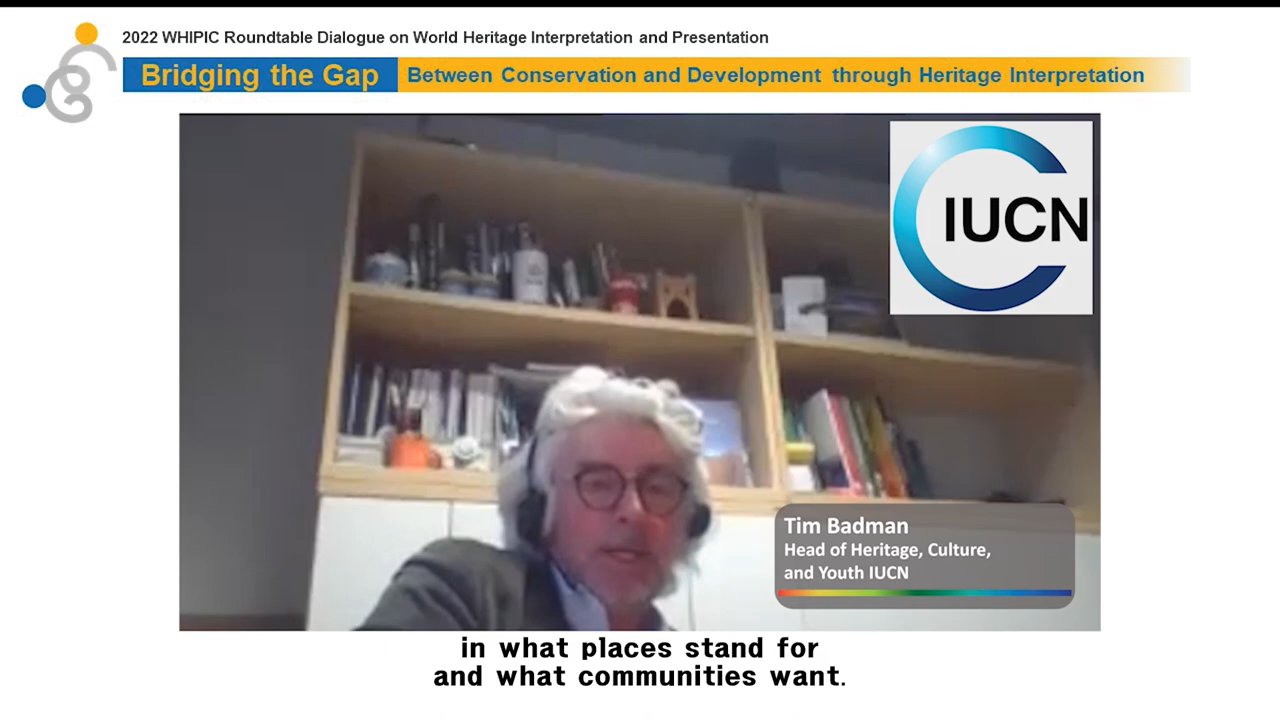 2022 WHIPIC Roundtable Dialogue on World Heritage Interpretation and Presentation
Bridging the Gap Between Conservation and Development through Heritage Interpretation
IUCN
Tim Badman
Head of Heritage, Culture,
and Youth IUCN
in what places stand for
and what communities want.